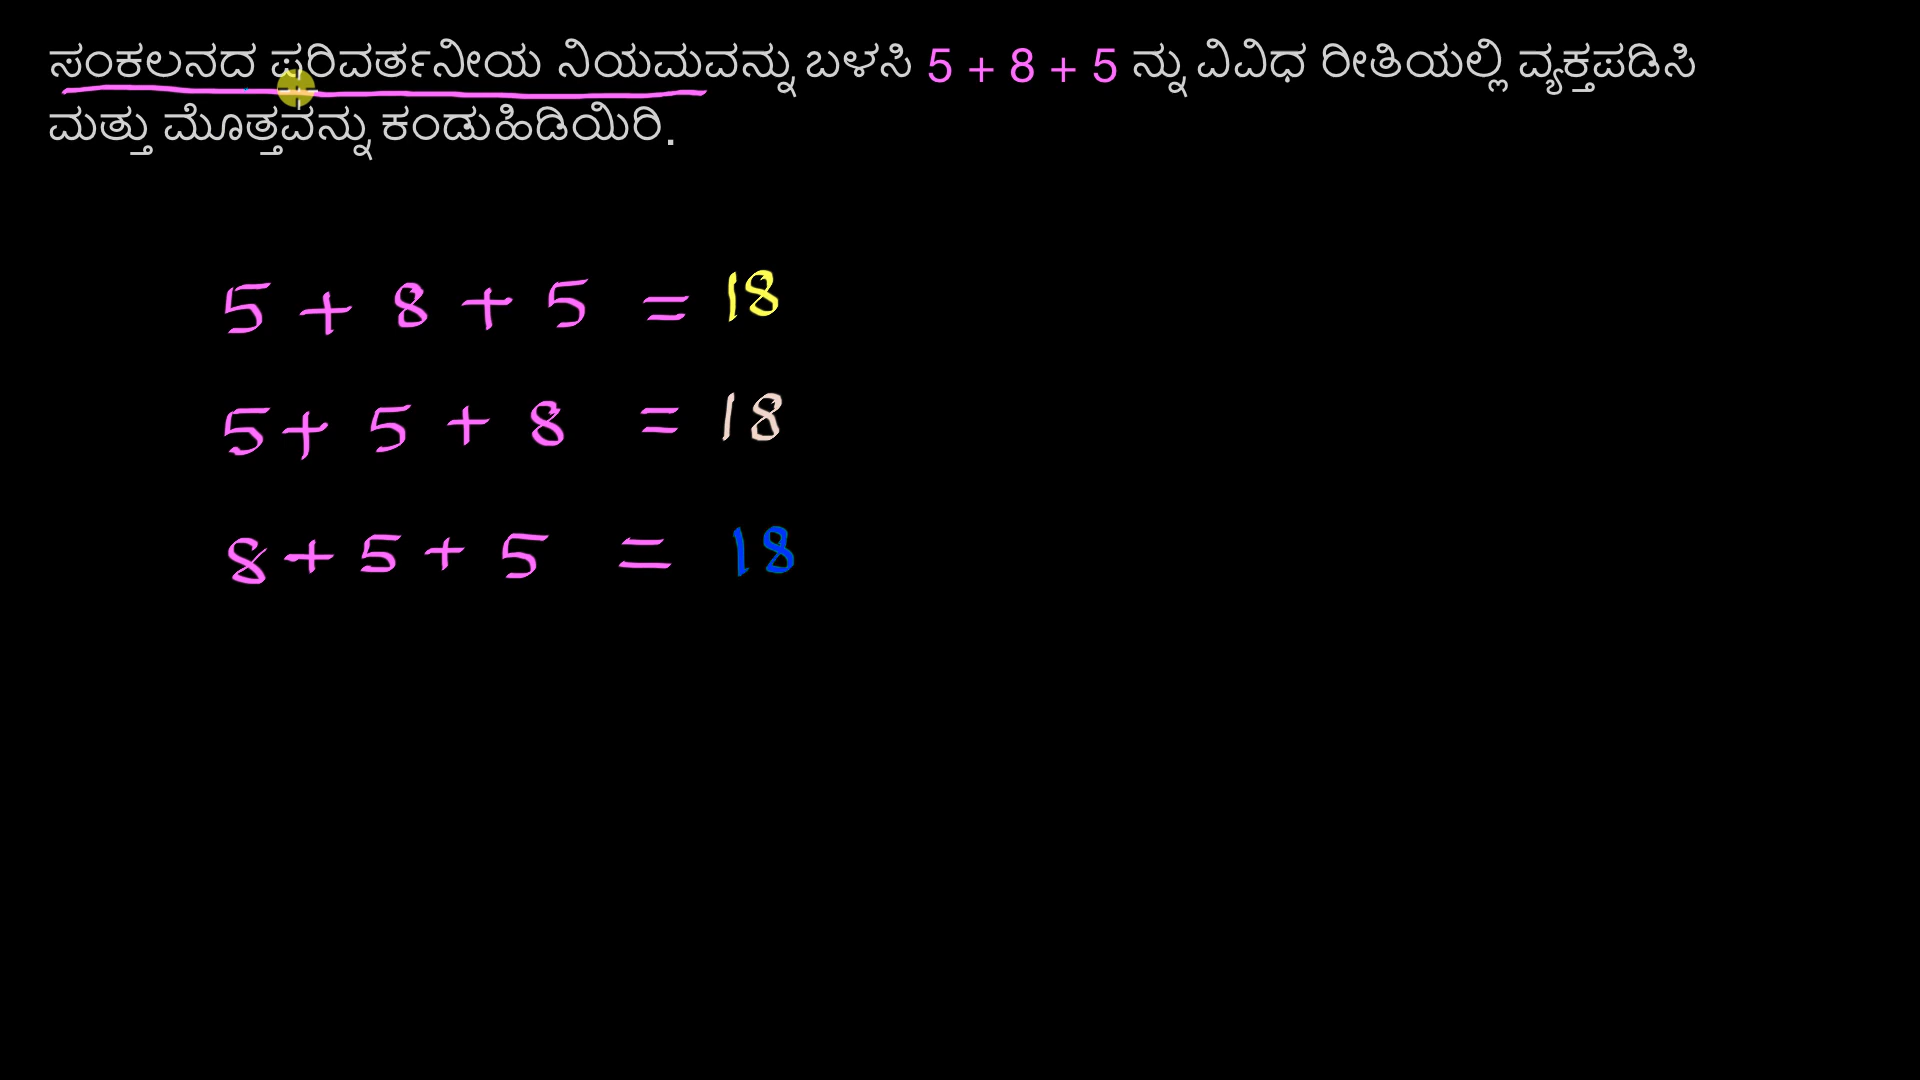 ಸಂಕಲನದ ಪರಿವರ್ತನೀಯ ನಿಯಮವನ್ನು ಬಳಸಿ 5 + 8 + 5 ನ್ನು ವಿವಿಧ ರೀತಿಯಲ್ಲಿ ವ್ಯಕ್ತಪಡಿಸಿ
ಮತ್ತು ಮೊತ್ತವನ್ನು ಕಂಡುಹಿಡಿಯಿರಿ.
5 + 8 + 5 = 18
5 + 5 + 8 = 18
8 + 5 + 5 = 18